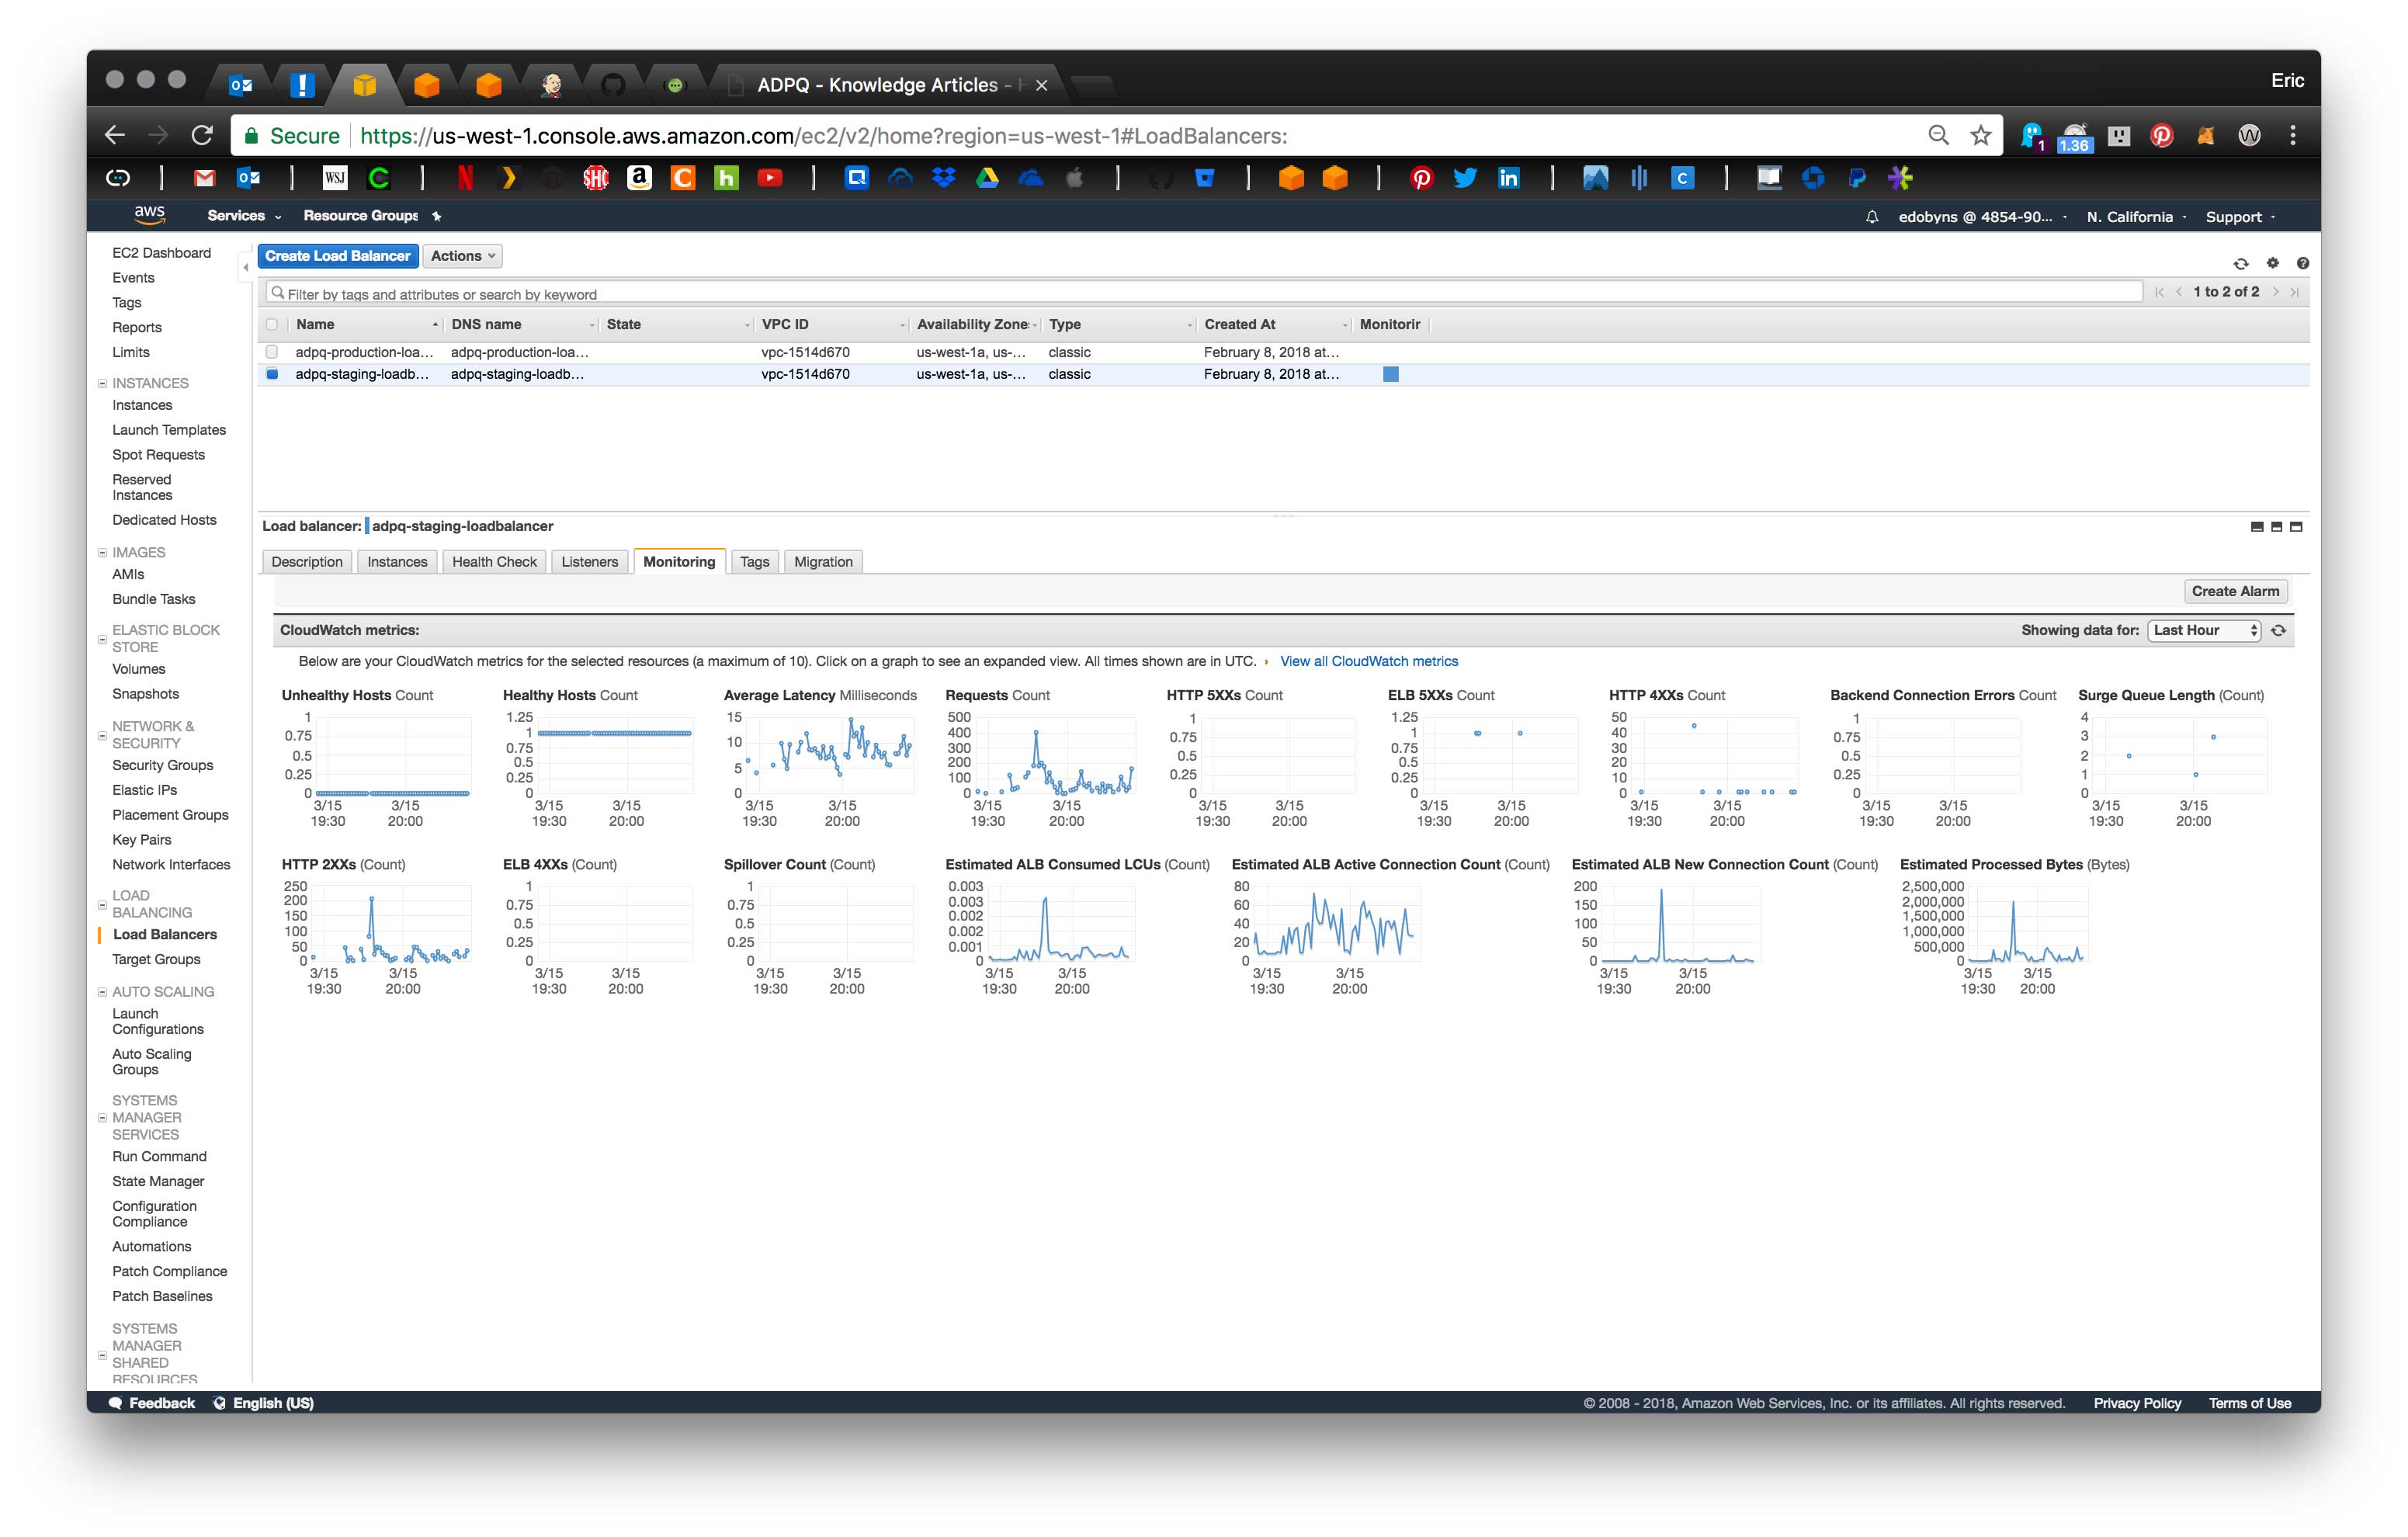 ADPQ - Knowledge Articles -
Eric
Secure https://us-west-1.console.aws.amazon.com/ec2/v2/home?region=us-west-1#LoadBalancers:
1 1.36
WSJ
aws Services Resource Groups edobyns @ 4854-90... N. California Support
EC2 Dashboard
Events
Tags
Reports
Limits
INSTANCES
Instances
Launch Templates
Spot Requests
Reserved
Instances
Dedicated Hosts
IMAGES
AMIs
Bundle Tasks
ELASTIC BLOCK
STORE
Volumes
Snapshots
NETWORK &
SECURITY
Security Groups
Elastic IPs
Placement Groups
Key Pairs
Network Interfaces
LOAD
BALANCING
Load Balancers
Target Groups
AUTO SCALING
Launch
Configurations
Auto Scaling
Groups
SYSTEMS
MANAGER
SERVICES
Run Command
State Manager
Configuration
Compliance
Automations
Patch Compliance
Patch Baselines
SYSTEMS
MANAGER
SHARED
RESOURCES
Create Load Balancer Actions
Filter by tags and attributes or search by keyword 1 to 2 of 2
Name DNS name State VPC ID Availability Zone Type Created At Monitorir
adpq-production-loa... adpq-production-loa... vpc-1514d670 us-west-1a, us-... classic February 8, 2018 at...
adpq-staging-loadb... adpq-staging-loadb... vpc-1514d670 us-west-1a, us-... classic February 8, 2018 at...
Load balancer: adpq-staging-loadbalancer
Description Instances Health Check Listeners Monitoring Tags Migration
Create Alarm
CloudWatch metrics: Showing data for: Last Hour
Below are your CloudWatch metrics for the selected resources (a maximum of 10). Click on a graph to see an expanded view. All times shown are in UTC. View all CloudWatch metrics
Unhealthy Hosts Count
1
0.75
0.5
0.25
0
3/15 3/15
19:30 20:00
Healthy Hosts Count
1.25
1
0.75
0.5
0.25
0
3/15 3/15
19:30 20:00
Average Latency Milliseconds
15
10
5
0
3/15 3/15
19:30 20:00
Requests Count
500
400
300
200
100
0
3/15 3/15
19:30 20:00
HTTP 5XXs Count
1
0.75
0.5
0.25
0
3/15 3/15
19:30 20:00
ELB 5XXs Count
1.25
1
0.75
0.5
0.25
0
3/15 3/15
19:30 20:00
HTTP 4XXs Count
50
40
30
20
10
0
3/15 3/15
19:30 20:00
Backend Connection Errors Count
1
0.75
0.5
0.25
0
3/15 3/15
19:30 20:00
Surge Queue Length (Count)
4
3
2
1
0
3/15 3/15
19:30 20:00
HTTP 2XXs (Count)
250
200
150
100
50
0
3/15 3/15
19:30 20:00
ELB 4XXs (Count)
1
0.75
0.5
0.25
0
3/15 3/15
19:30 20:00
Spillover Count (Count)
1
0.75
0.5
0.25
0
3/15 3/15
19:30 20:00
Estimated ALB Consumed LCUs (Count)
0.003
0.003
0.002
0.002
0.001
0
3/15 3/15
19:30 20:00
Estimated ALB Active Connection Count (Count)
80
60
40
20
0
3/15 3/15
19:30 20:00
Estimated ALB New Connection Count (Count)
200
150
100
50
0
3/15 3/15
19:30 20:00
Estimated Processed Bytes (Bytes)
2,500,000
2,000,000
1,500,000
1,000,000
500,000
0
3/15 3/15
19:30 20:00
Feedback English (US) © 2008 - 2018, Amazon Web Services, Inc. or its affiliates. All rights reserved. Privacy Policy Terms of Use